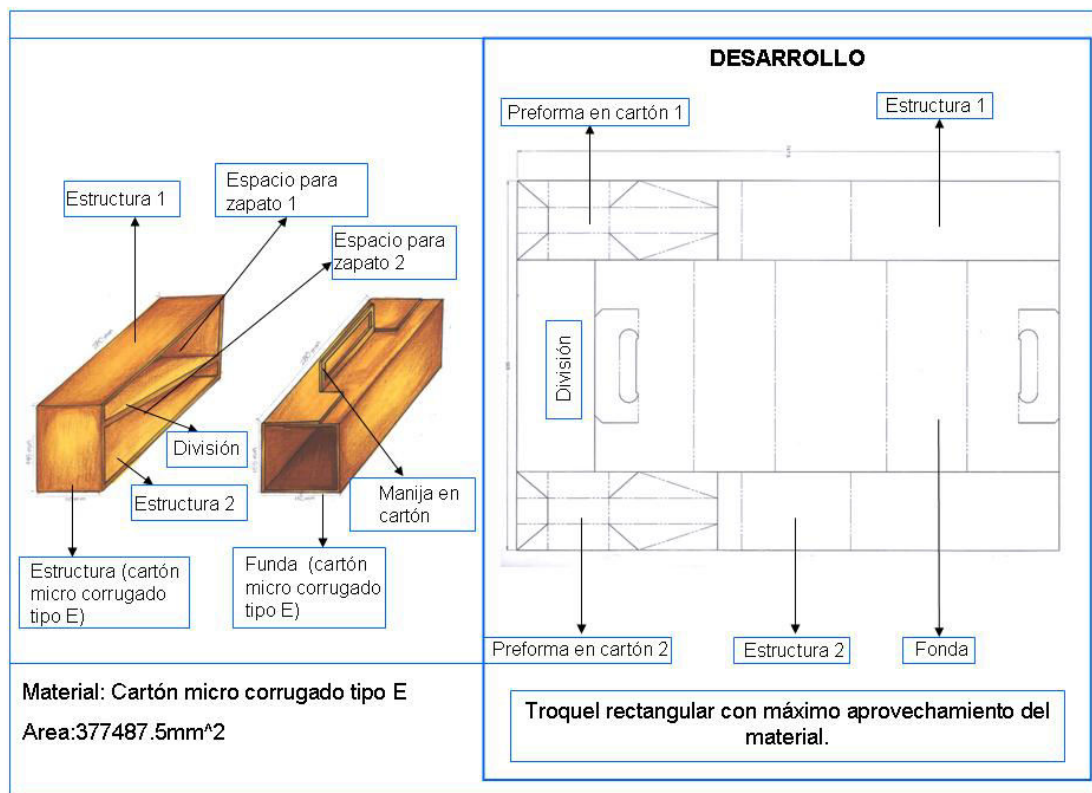 DESARROLLO
Preforma en cartón 1
Estructura 1
Espacio para
zapato 1
Estructura 1
Espacio para
zapato 2
División
División
Estructura 2
Manija en
cartón
Estructura (cartón
micro corrugado
tipo E)
Funda (cartón
micro corrugado
tipo E)
Preforma en cartón 2
Estructura 2
Fonda
Material: Cartón micro corrugado tipo E
Area:377487.5mm^2
Troquel rectangular con máximo aprovechamiento del
material.